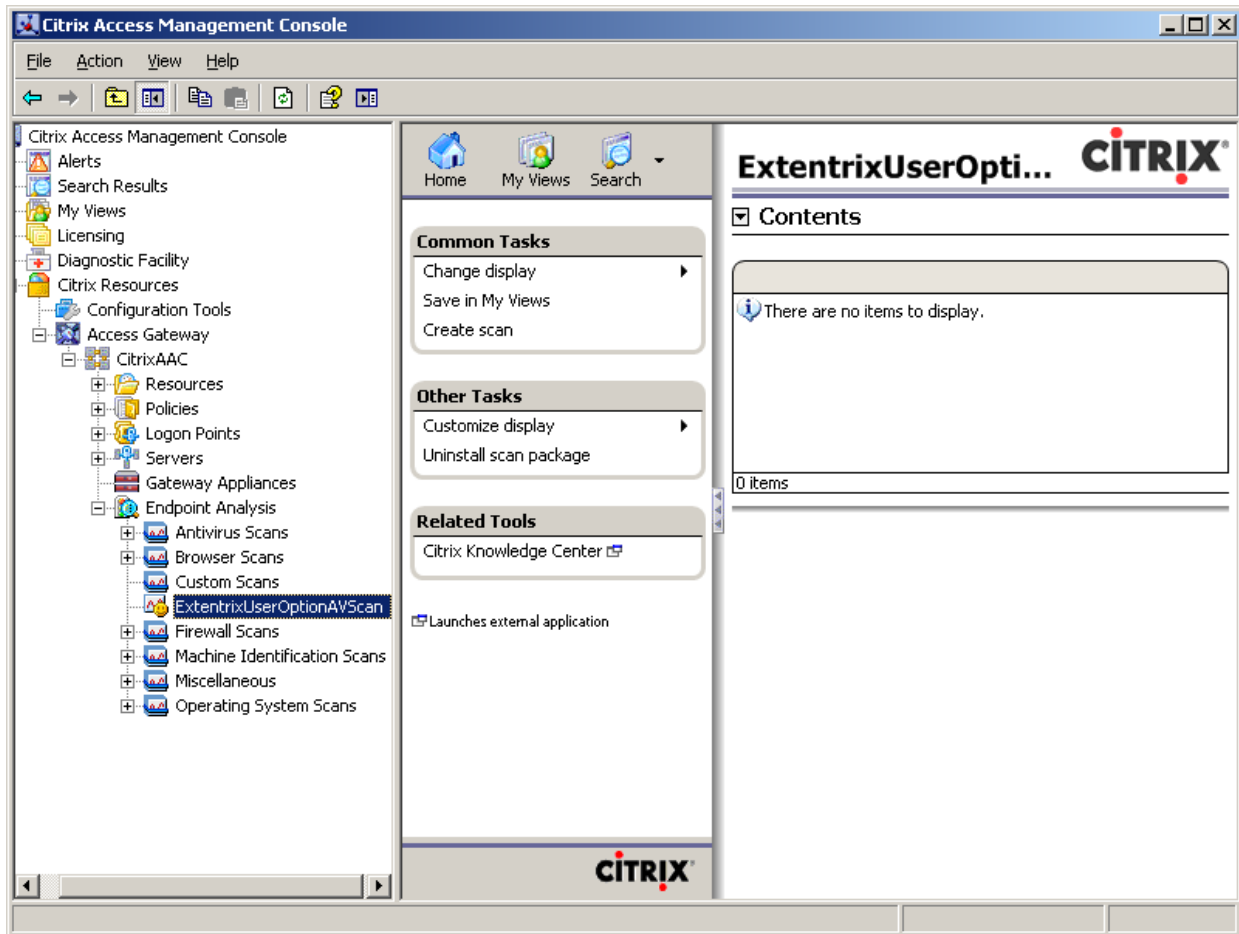 Citrix Access Management Console
File Action View Help
Citrix Access Management Console
Alerts
Search Results
My Views
Licensing
Diagnostic Facility
Citrix Resources
Configuration Tools
Access Gateway
CitrixAAC
Resources
Policies
Logon Points
Servers
Gateway Appliances
Endpoint Analysis
Antivirus Scans
Browser Scans
Custom Scans
ExtentrixUserOptionAVScan
Firewall Scans
Machine Identification Scans
Miscellaneous
Operating System Scans
Home My Views Search
Common Tasks
Change display
Save in My Views
Create scan
Other Tasks
Customize display
Uninstall scan package
Related Tools
Citrix Knowledge Center
Launches external application
CITRIX
ExtentrixUserOpti... CITRIX
Contents
There are no items to display.
0 items